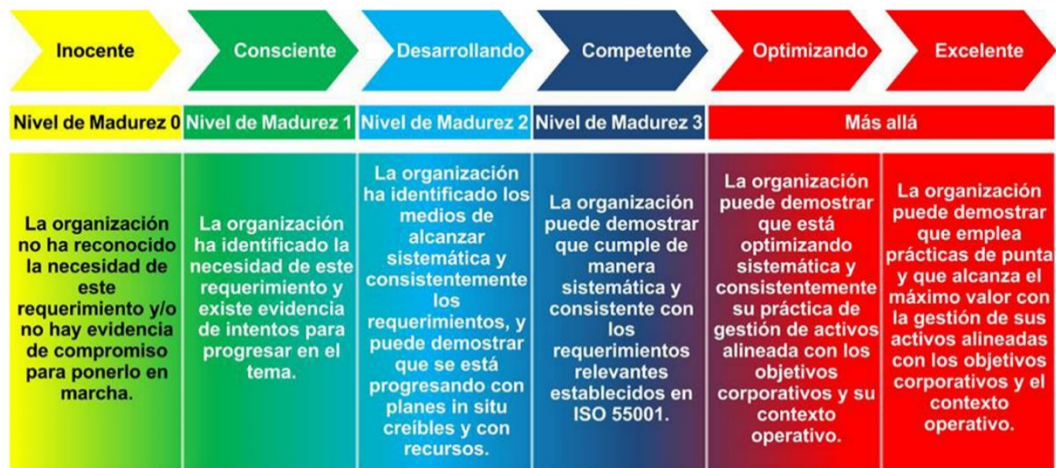 Inocente
Consciente
Desarrollando
Competente
Optimizando
Excelente
Nivel de Madurez 0
Nivel de Madurez 1
Nivel de Madurez 2
Nivel de Madurez 3
Más allá
La organización
no ha reconocido
la necesidad de
este
requerimiento y/o
no hay evidencia
de compromiso
para ponerlo en
marcha.
La organización
ha identificado la
necesidad de este
requerimiento y
existe evidencia
de intentos para
progresar en el
tema.
La organización
ha identificado los
medios de
alcanzar
sistemática y
consistentemente
los
requerimientos, y
puede demostrar
que se está
progresando con
planes in situ
creíbles y con
recursos.
La organización
puede demostrar
que cumple de
manera
sistemática y
consistente con
los
requerimientos
relevantes
establecidos en
ISO 55001.
La organización
puede demostrar
que está
optimizando
sistemática y
consistentemente
su práctica de
gestión de activos
alineada con los
objetivos
corporativos y su
contexto
operativo.
La organización
puede demostrar
que emplea
prácticas de punta
y que alcanza el
máximo valor con
la gestión de sus
activos alineadas
con los objetivos
corporativos y el
contexto
operativo.